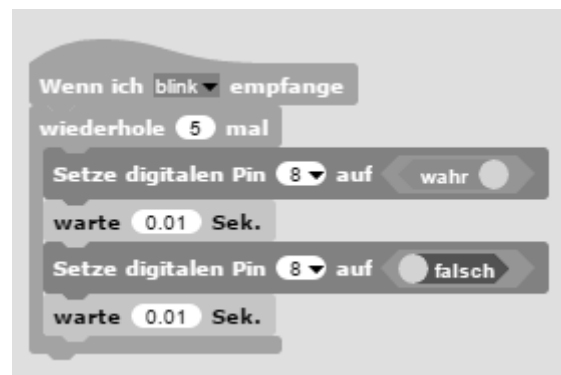 Wenn ich blink empfange
wiederhole 5 mal
Setze digitalen Pin 8 auf wahr
warte 0.01 Sek.
Setze digitalen Pin 8 auf falsch
warte 0.01 Sek.